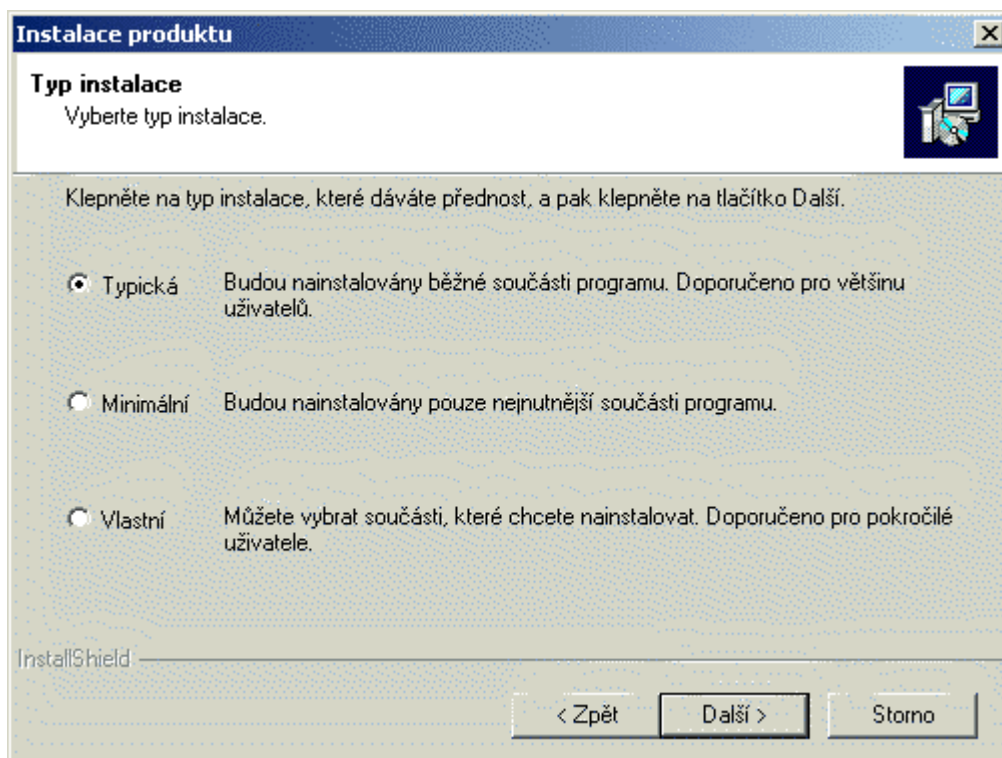 Instalace produktu
Typ instalace
Vyberte typ instalace.
Klepněte na typ instalace, které dáváte přednost, a pak klepněte na tlačítko Další.
Typická
Budou nainstalovány běžné součásti programu. Doporučeno pro většinu
uživatelů.
Minimální
Budou nainstalovány pouze nejnutnější součásti programu.
Vlastní
Můžete vybrat součásti, které chcete nainstalovat. Doporučeno pro pokročilé
uživatele.
InstallShield
< Zpět
Další >
Storno